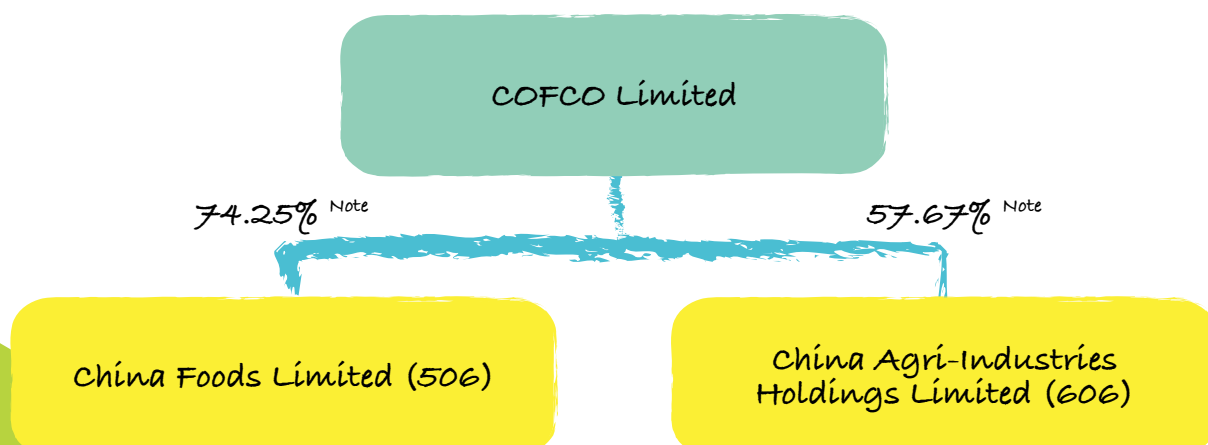 COFCO Limited
74.25% Note
57.67% Note
China Foods Limited (506)
China Agri-Industries
Holdings Limited (606)